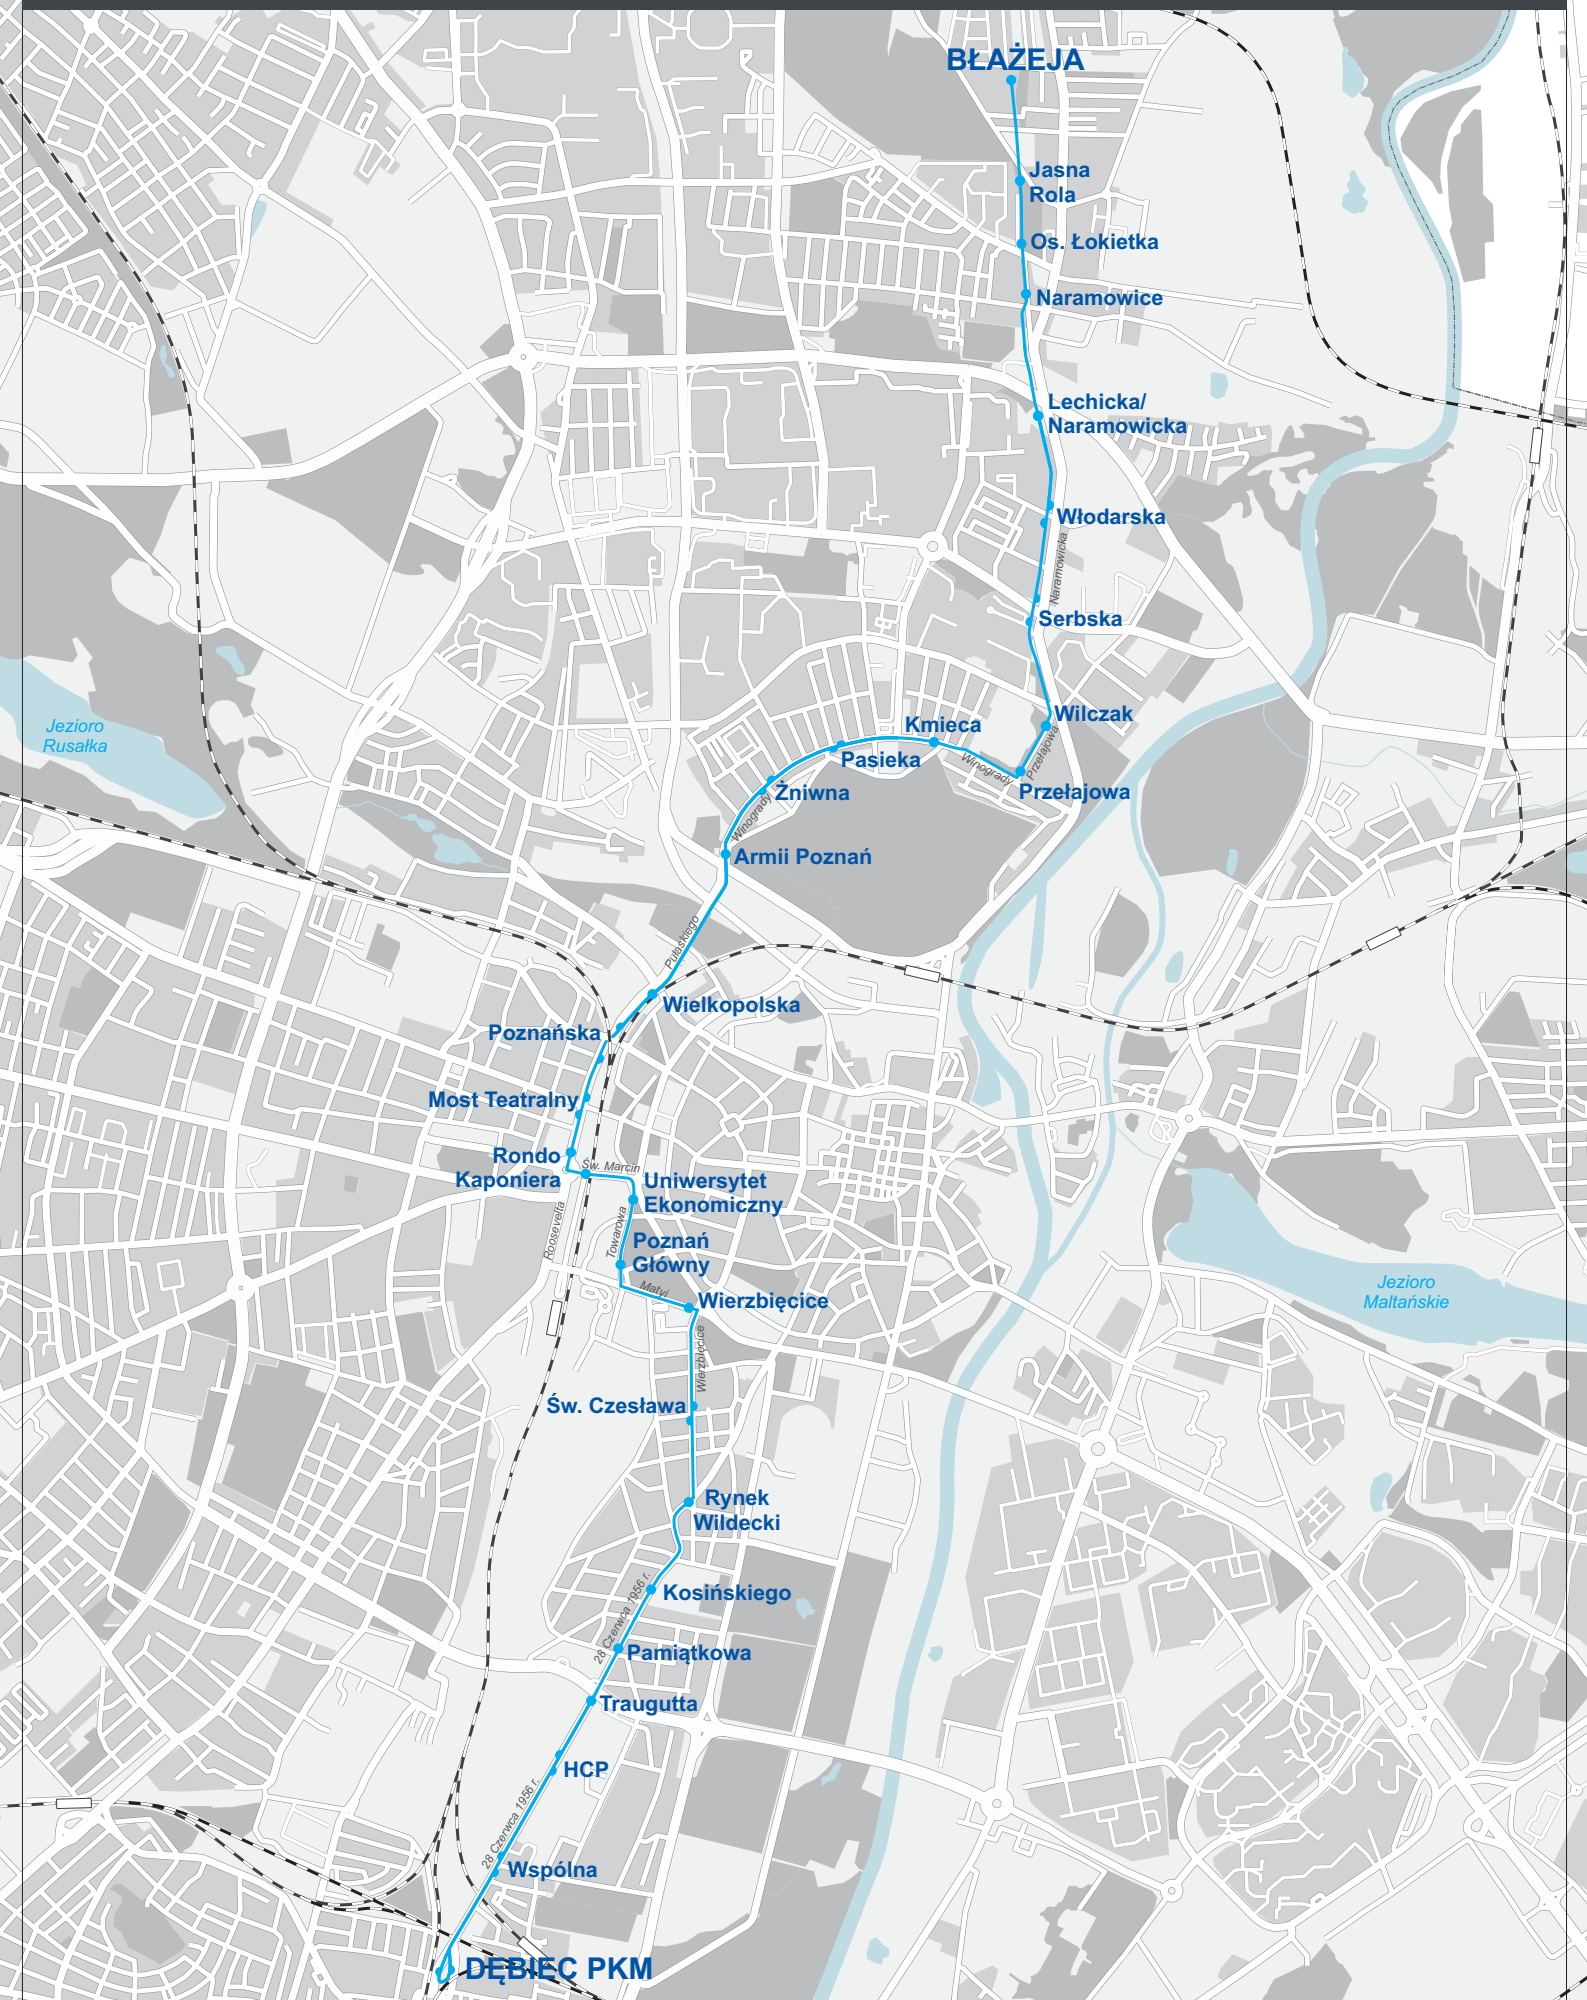 BŁAŻEJA
Jasna
Rola
Os. Łokietka
Naramowice
Lechicka/
Naramowicka
Włodarska
Naramowicka
Serbska
Wilczak
Kmieca
Jezioro
Rusałka
Pasieka
Winogrady
Przełajowa
Przełajowa
Żniwna
Winogrady
Armii Poznań
Pułaskiego
Wielkopolska
Poznańska
Most Teatralny
Rondo
Kaponiera
Św. Marcin
Uniwersytet
Ekonomiczny
Roosevelta
Towarowa
Poznań
Główny
Matyi
Wierzbięcice
Jezioro
Maltańskie
Wierzbięcice
Św. Czesława
Rynek
Wildecki
Kosińskiego
28 Czerwca 1956 r.
Pamiątkowa
Traugutta
HCP
28 Czerwca 1956 r.
Wspólna
DĘBIEC PKM